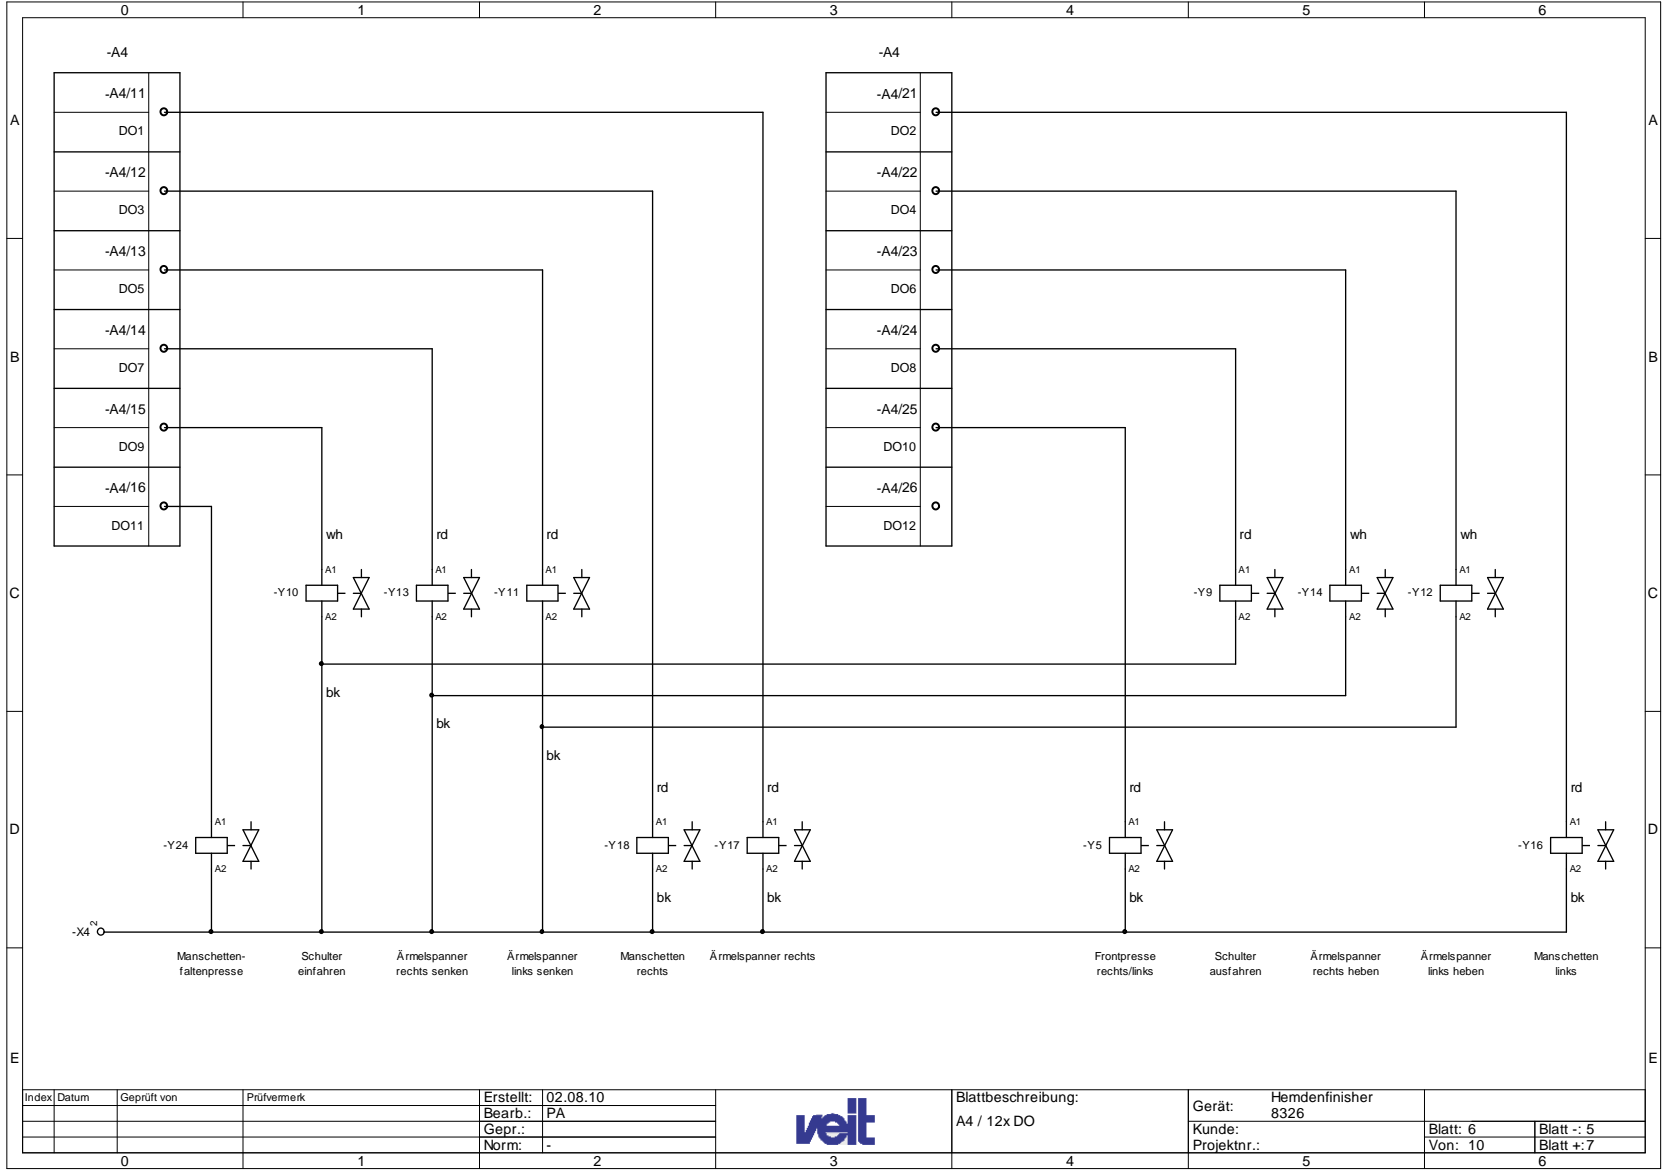 0 1 2 3 4 5 6
-A4 -A4
-A4/11 -A4/21
A A
DO1 DO2
-A4/12 -A4/22
DO3 DO4
-A4/13 -A4/23
DO5 DO6
-A4/14 -A4/24
B B
DO7 DO8
-A4/15 -A4/25
DO9 DO10
-A4/16 -A4/26
DO11 DO12
wh rd rd rd wh wh
A1 A1 A1 A1 A1 A1
C -Y10 -Y13 -Y11 -Y9 -Y14 -Y12 C
A2 A2 A2 A2 A2 A2
bk
bk
bk
rd rd rd rd
A1 A1 A1 A1 A1
D D
-Y24 -Y18 -Y17 -Y5 -Y16
A2 A2 A2 A2 A2
bk bk bk bk
-X4 2
Manschetten- Schulter Ärmelspanner Ärmelspanner Manschetten Ärmelspanner rechts Frontpresse Schulter Ärmelspanner Ärmelspanner Manschetten
faltenpresse einfahren rechts senken links senken rechts rechts/links ausfahren rechts heben links heben links
E E
Index Datum Geprüft von Prüfvermerk Erstellt: 02.08.10 Blattbeschreibung: Gerät: Hemdenfinisher
Bearb.: PA A4 / 12x DO 8326
Gepr.: veit Kunde: Blatt: 6 Blatt -: 5
Norm: - Projektnr.: Von: 10 Blatt +: 7
0 1 2 3 4 5 6